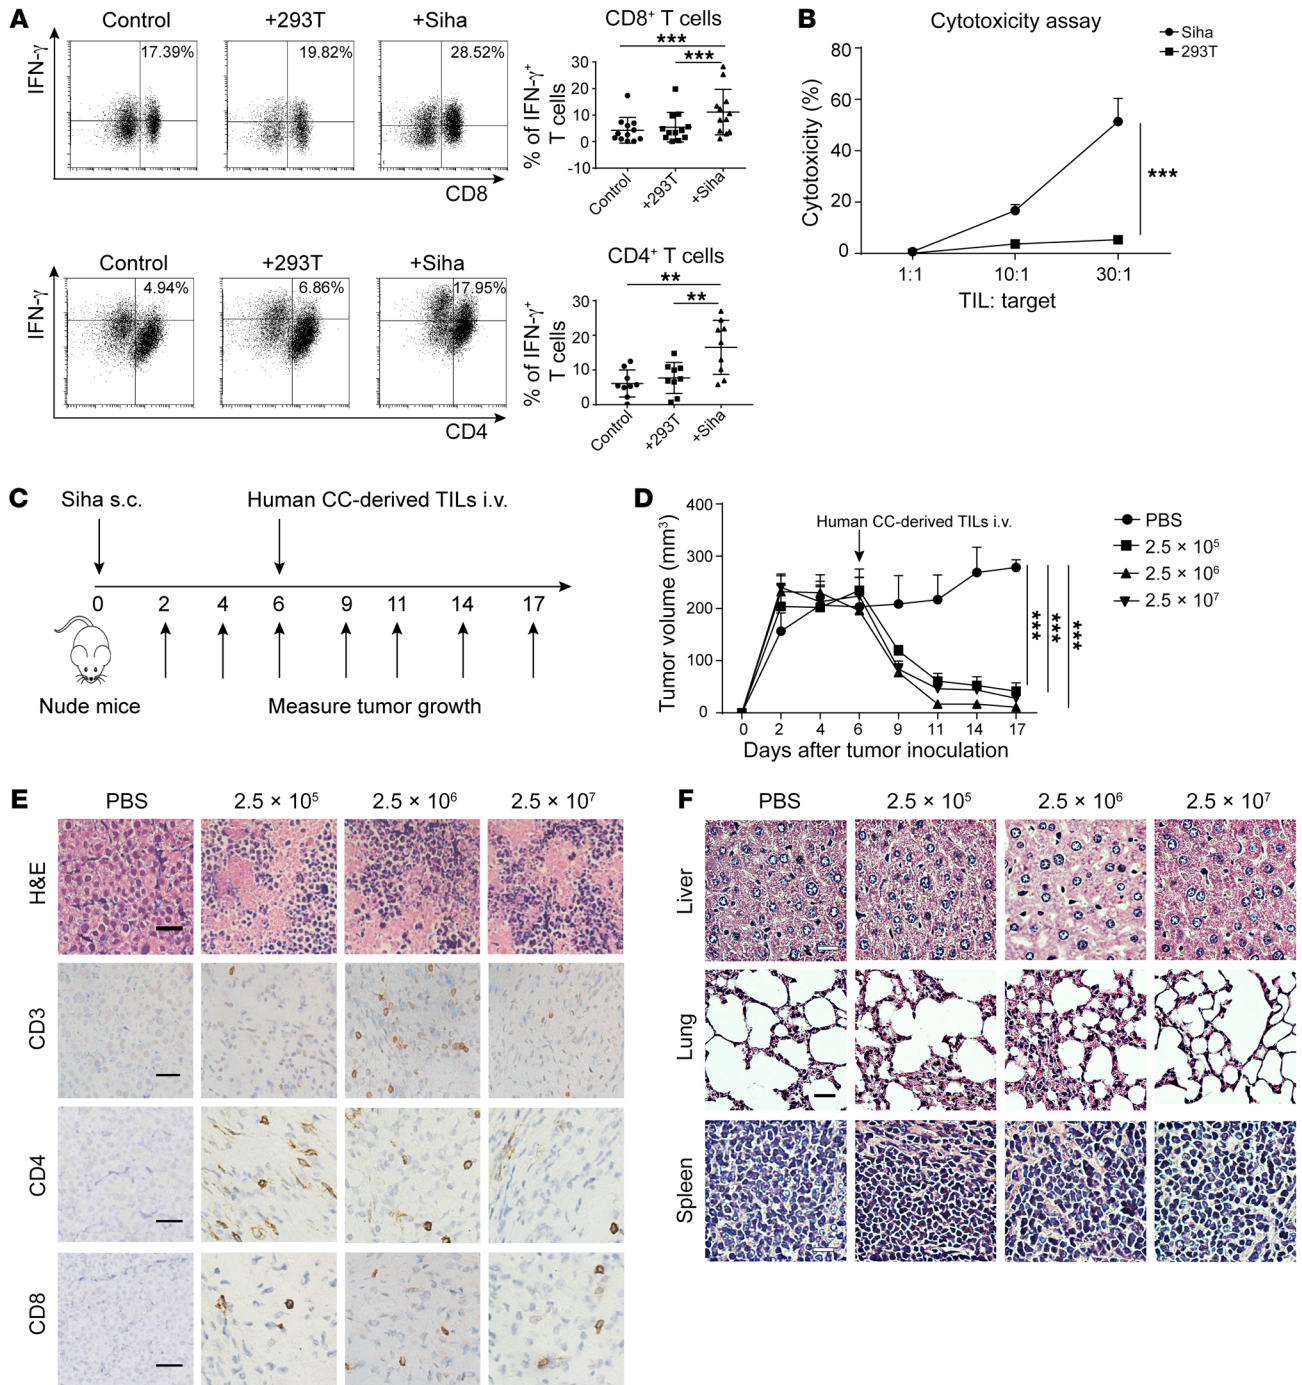 A
Control
+293T
+Siha
IFN-γ
17.39%
19.82%
28.52%
CD8
CD8⁺ T cells
***
***
% of IFN-γ⁺
T cells
30
20
10
0
-10
Control
+293T
+Siha
Control
+293T
+Siha
IFN-γ
4.94%
6.86%
17.95%
CD4
CD4⁺ T cells
**
**
% of IFN-γ⁺
T cells
30
20
10
0
Control
+293T
+Siha
B
Cytotoxicity assay
Siha
293T
Cytotoxicity (%)
80
60
40
20
0
***
1:1
10:1
30:1
TIL: target
C
Siha s.c.
Human CC-derived TILs i.v.
0
2
4
6
9
11
14
17
Nude mice
Measure tumor growth
D
Tumor volume (mm³)
400
300
200
100
0
Human CC-derived TILs i.v.
PBS
2.5 × 10⁵
2.5 × 10⁶
2.5 × 10⁷
***
***
***
0
2
4
6
9
11
14
17
Days after tumor inoculation
E
PBS
2.5 × 10⁵
2.5 × 10⁶
2.5 × 10⁷
H&E
CD3
CD4
CD8
F
PBS
2.5 × 10⁵
2.5 × 10⁶
2.5 × 10⁷
Liver
Lung
Spleen